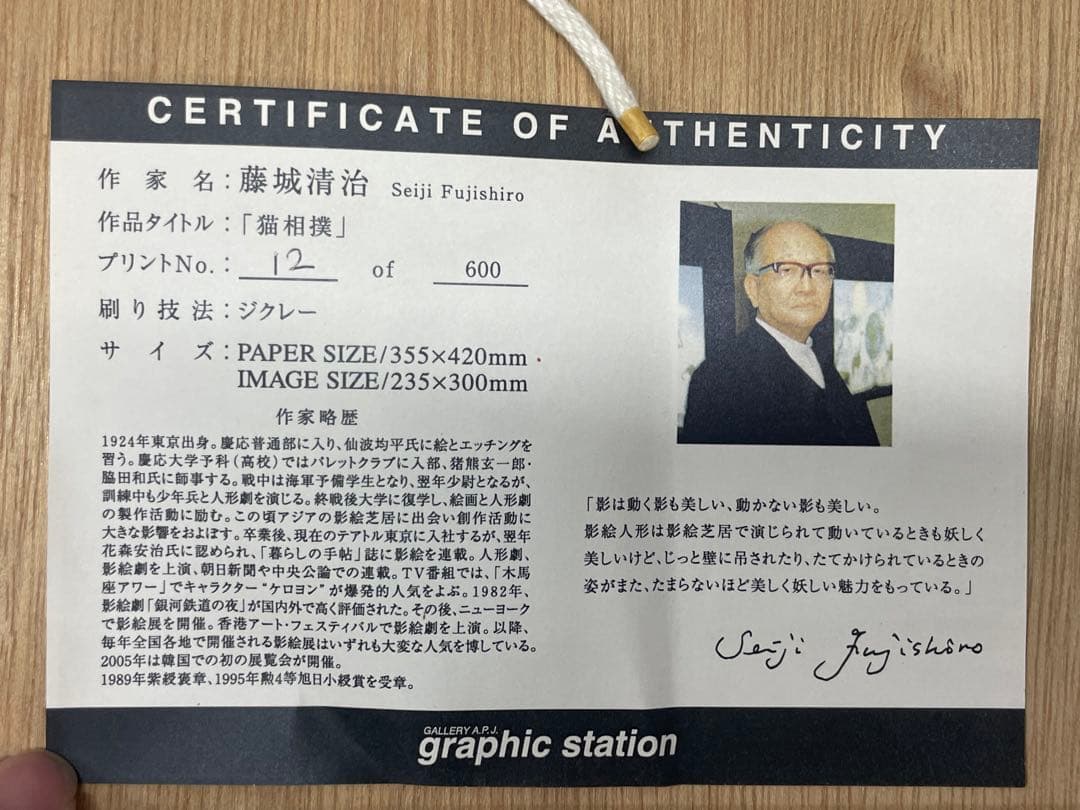 CERTIFICATE OF A THENTICITY
作家名：藤城清治 Seiji Fujishiro
作品タイトル：「猫相撲」
プリントNo.： 12 of 600
刷り技法：ジクレー
サイズ：PAPER SIZE/355×420mm
IMAGE SIZE/235×300mm
作家略歴
1924年東京出身。慶応普通部に入り、仙波均平氏に絵とエッチングを
習う。慶応大学予科(高校)ではパレットクラブに入部、猪熊玄一郎・
脇田和氏に師事する。戦中は海軍予備学生となり、翌年少尉となるが、
訓練中も少年兵と人形劇を演じる。終戦後大学に復学し、絵画と人形劇
の製作活動に励む。この頃アジアの影絵芝居に出会い創作活動に
大きな影響をおよぼす。卒業後、現在のテアトル東京に入社するが、翌年
花森安治氏に認められ、「暮らしの手帖」誌に影絵を連載。人形劇、
影絵劇を上演、朝日新聞や中央公論での連載。TV番組では、「木馬
座アワー」でキャラクター“ケロヨン”が爆発的人気をよぶ。1982年、
影絵劇「銀河鉄道の夜」が国内外で高く評価された。その後、ニューヨーク
で影絵展を開催。香港アート・フェスティバルで影絵劇を上演。以降、
毎年全国各地で開催される影絵展はいずれも大変な人気を博している。
2005年は韓国での初の展覧会が開催。
1989年紫綬褒章、1995年勲4等旭日小綬賞を受章。
「影は動く影も美しい、動かない影も美しい。
影絵人形は影絵芝居で演じられて動いているときも妖しく
美しいけど、じっと壁に吊されたり、たてかけられているときの
姿がまた、たまらないほど美しく妖しい魅力をもっている。」
Seiji Fujishiro
GALLERY A.P.J.
graphic station